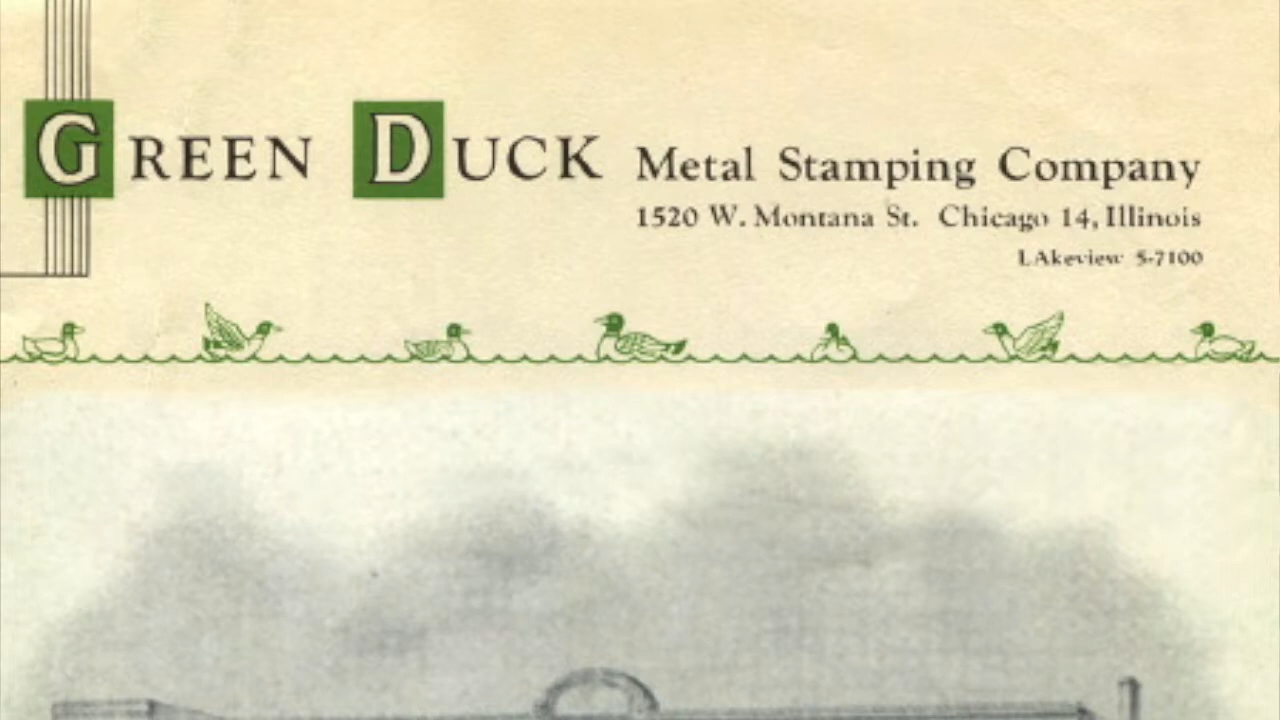 GREEN DUCK Metal Stamping Company
1520 W. Montana St. Chicago 14, Illinois
LAkeview 5-7100